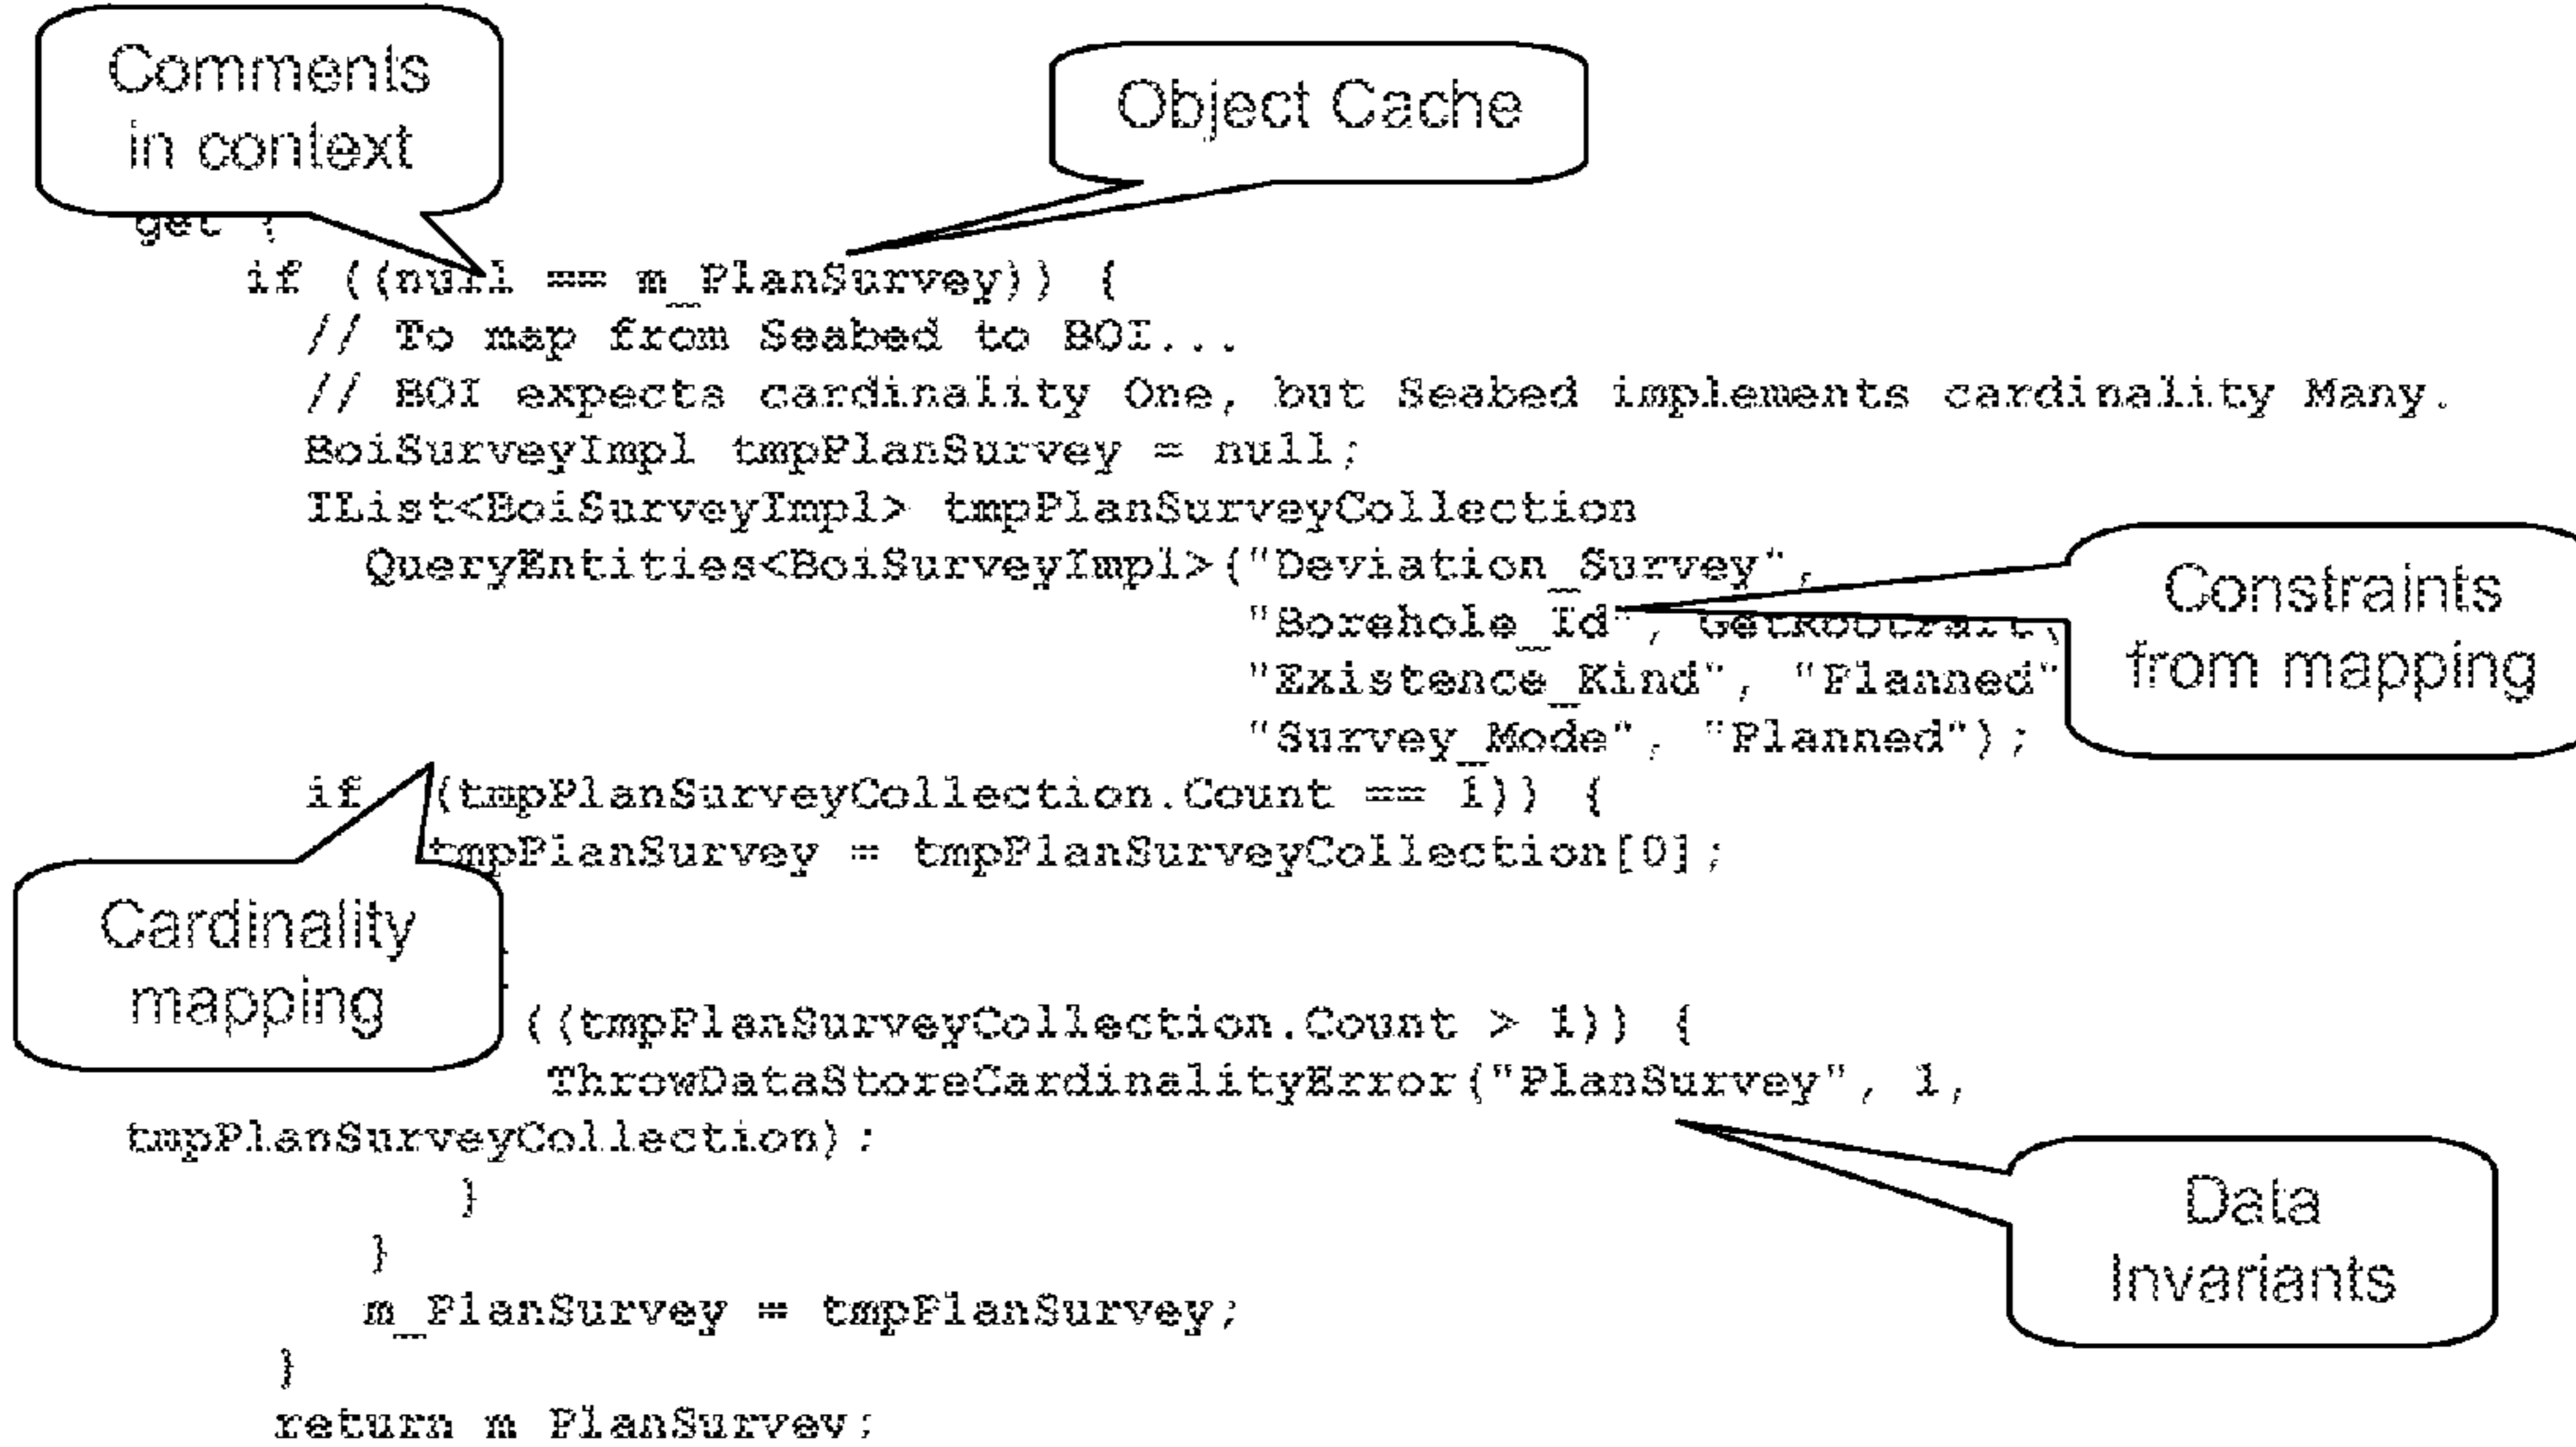 Comments
in context
Object Cache
get {
if ((null == m_PlanSurvey)) {
// To map from Seabed to BOI...
// BOI expects cardinality One, but Seabed implements cardinality Many.
BoiSurveyImpl tmpPlanSurvey = null;
IList<BoiSurveyImpl> tmpPlanSurveyCollection
QueryEntities<BoiSurveyImpl>("Deviation_Survey",
"Borehole_Id", GetRootPart(
"Existence_Kind", "Planned"
"Survey_Mode", "Planned");
Constraints
from mapping
if (tmpPlanSurveyCollection.Count == 1)) {
tmpPlanSurvey = tmpPlanSurveyCollection[0];
Cardinality
mapping
((tmpPlanSurveyCollection.Count > 1)) {
ThrowDataStoreCardinalityError("PlanSurvey", 1,
tmpPlanSurveyCollection);
}
Data
Invariants
}
m_PlanSurvey = tmpPlanSurvey;
}
return m_PlanSurvey;